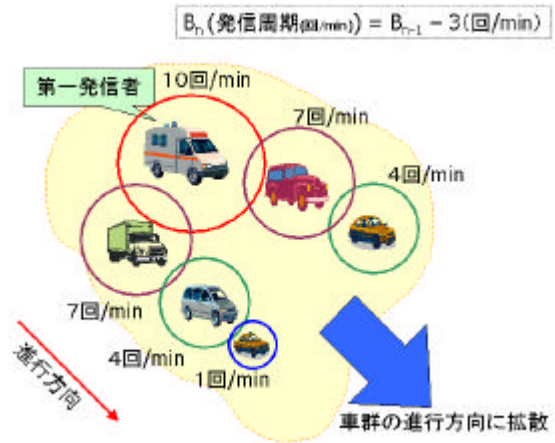 Bn(発信周期(回/min)) = Bn-1 − 3(回/min)
第一発信者
10回/min
7回/min
4回/min
7回/min
4回/min
1回/min
進行方向
車群の進行方向に拡散